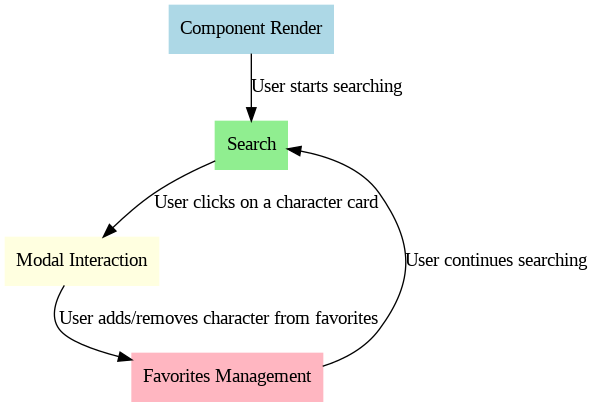 Component Render
User starts searching
Search
User clicks on a character card
Modal Interaction
User continues searching
User adds/removes character from favorites
Favorites Management